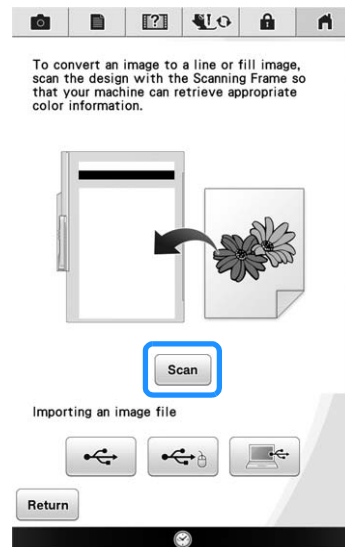 To convert an image to a line or fill image,
scan the design with the Scanning Frame so
that your machine can retrieve appropriate
color information.
Scan
Importing an image file
Return